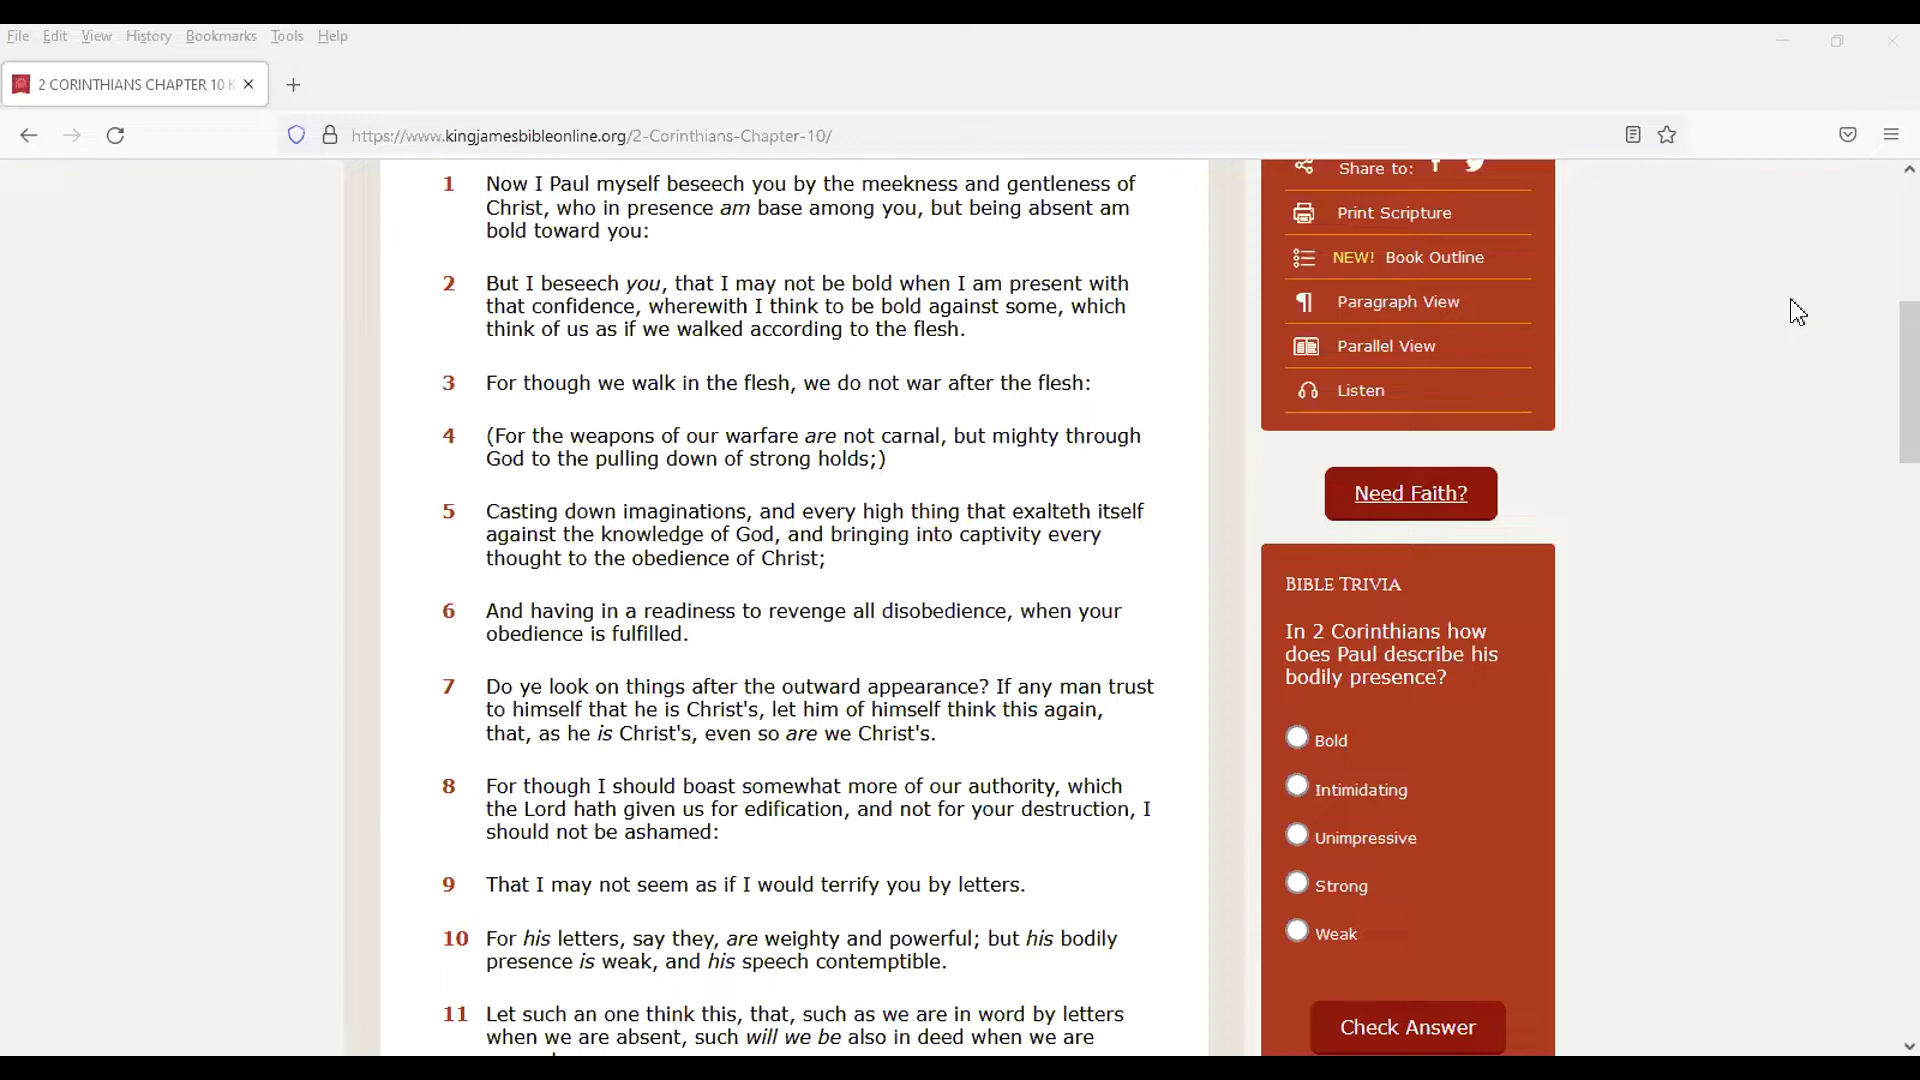 File Edit View History Bookmarks Tools Help
2 CORINTHIANS CHAPTER 10 K
https://www.kingjamesbibleonline.org/2-Corinthians-Chapter-10/
1 Now I Paul myself beseech you by the meekness and gentleness of
Christ, who in presence am base among you, but being absent am
bold toward you:
2 But I beseech you, that I may not be bold when I am present with
that confidence, wherewith I think to be bold against some, which
think of us as if we walked according to the flesh.
3 For though we walk in the flesh, we do not war after the flesh:
4 (For the weapons of our warfare are not carnal, but mighty through
God to the pulling down of strong holds;)
5 Casting down imaginations, and every high thing that exalteth itself
against the knowledge of God, and bringing into captivity every
thought to the obedience of Christ;
6 And having in a readiness to revenge all disobedience, when your
obedience is fulfilled.
7 Do ye look on things after the outward appearance? If any man trust
to himself that he is Christ's, let him of himself think this again,
that, as he is Christ's, even so are we Christ's.
8 For though I should boast somewhat more of our authority, which
the Lord hath given us for edification, and not for your destruction, I
should not be ashamed:
9 That I may not seem as if I would terrify you by letters.
10 For his letters, say they, are weighty and powerful; but his bodily
presence is weak, and his speech contemptible.
11 Let such an one think this, that, such as we are in word by letters
when we are absent, such will we be also in deed when we are
Share to:
Print Scripture
NEW! Book Outline
Paragraph View
Parallel View
Listen
Need Faith?
BIBLE TRIVIA
In 2 Corinthians how
does Paul describe his
bodily presence?
Bold
Intimidating
Unimpressive
Strong
Weak
Check Answer